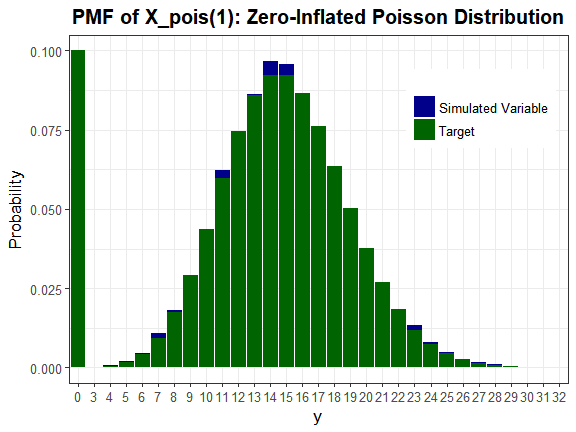 PMF of X_pois(1): Zero-Inflated Poisson Distribution
0.100
0.075
0.050
0.025
0.000
Probability
Simulated Variable
Target
0 3 4 5 6 7 8 9 10 11 12 13 14 15 16 17 18 19 20 21 22 23 24 25 26 27 28 29 30 32
y